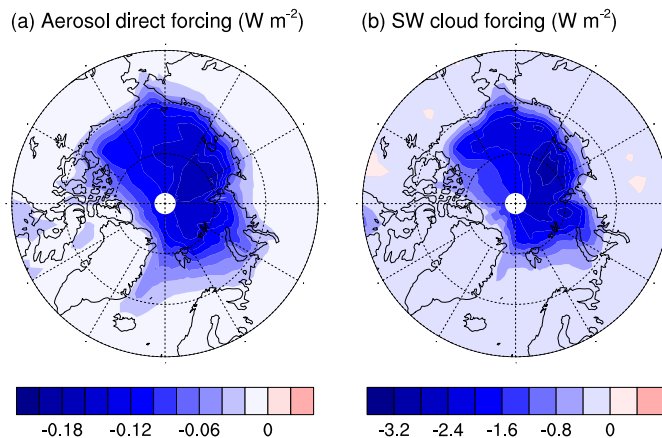 (a) Aerosol direct forcing (W m⁻²)
(b) SW cloud forcing (W m⁻²)
-0.18 -0.12 -0.06 0
-3.2 -2.4 -1.6 -0.8 0